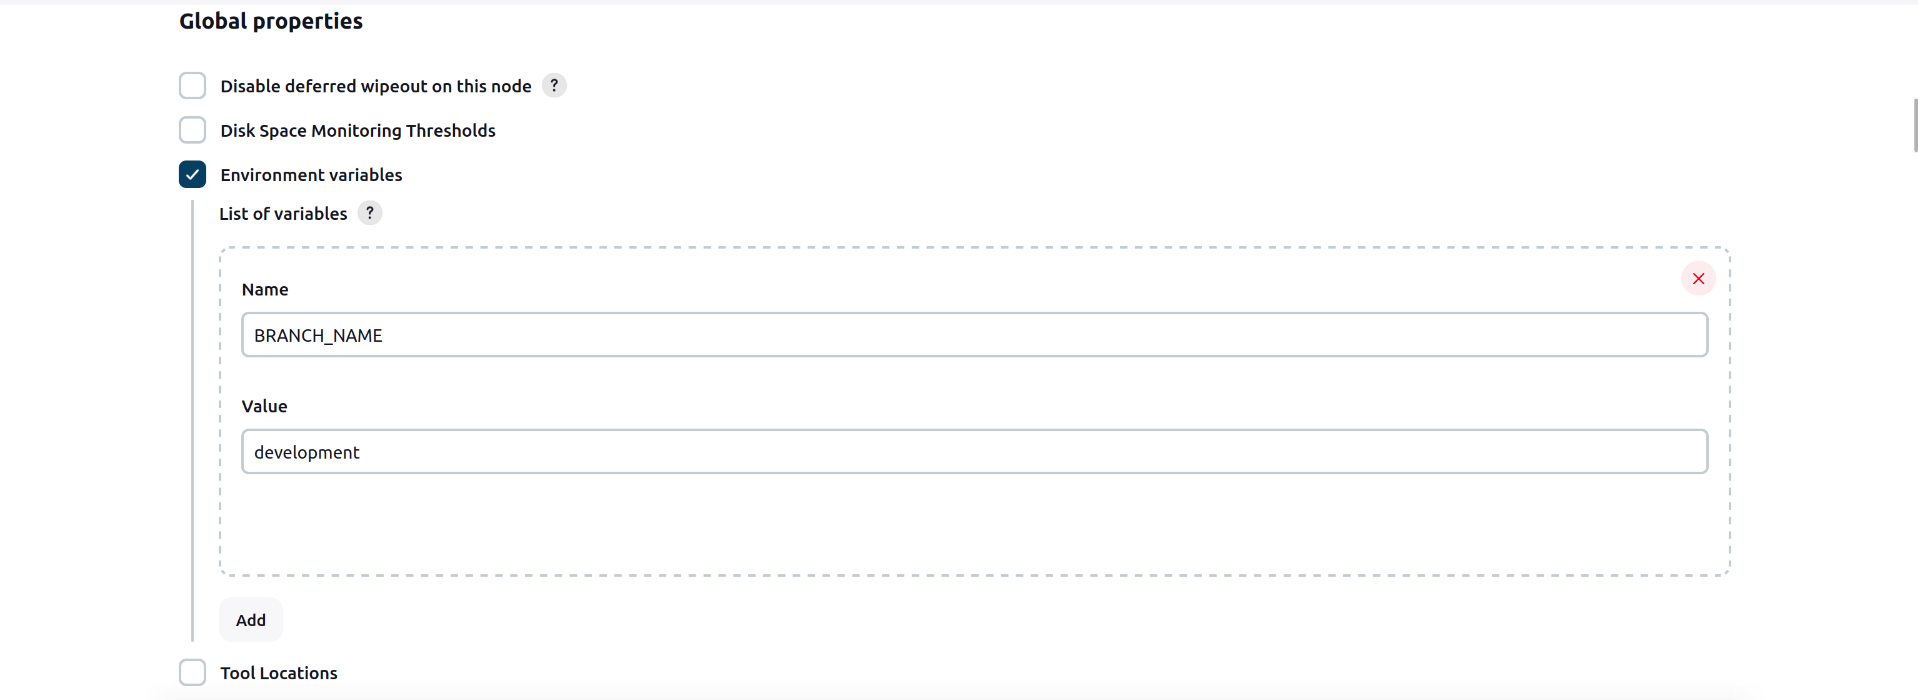 Global properties
Disable deferred wipeout on this node ?
Disk Space Monitoring Thresholds
Environment variables
List of variables ?
Name
BRANCH_NAME
Value
development
Add
Tool Locations